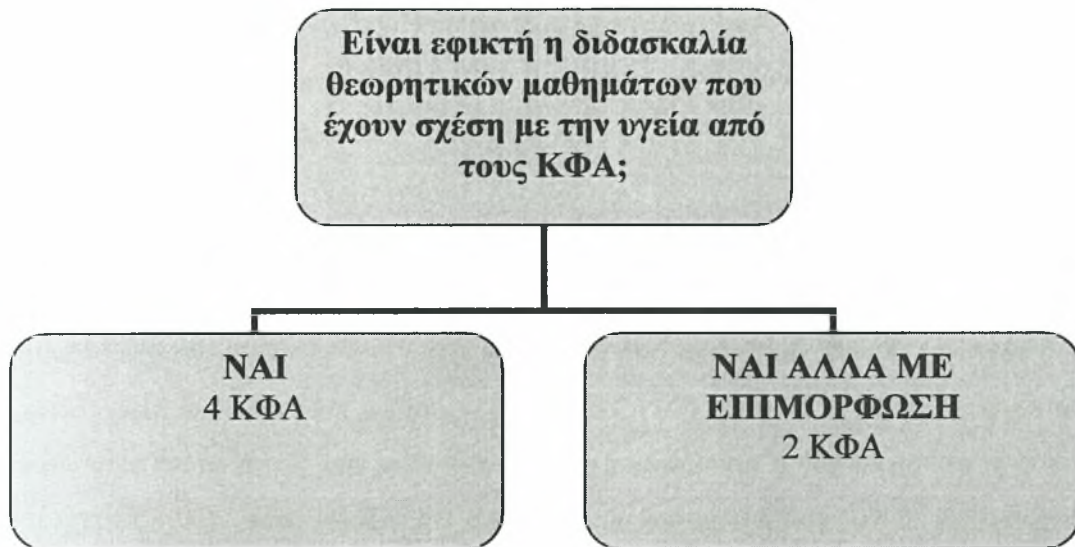 Είναι εφικτή η διδασκαλία
θεωρητικών μαθημάτων που
έχουν σχέση με την υγεία από
τους ΚΦΑ;
ΝΑΙ
4 ΚΦΑ
ΝΑΙ ΑΛΛΑ ΜΕ
ΕΠΙΜΟΡΦΩΣΗ
2 ΚΦΑ